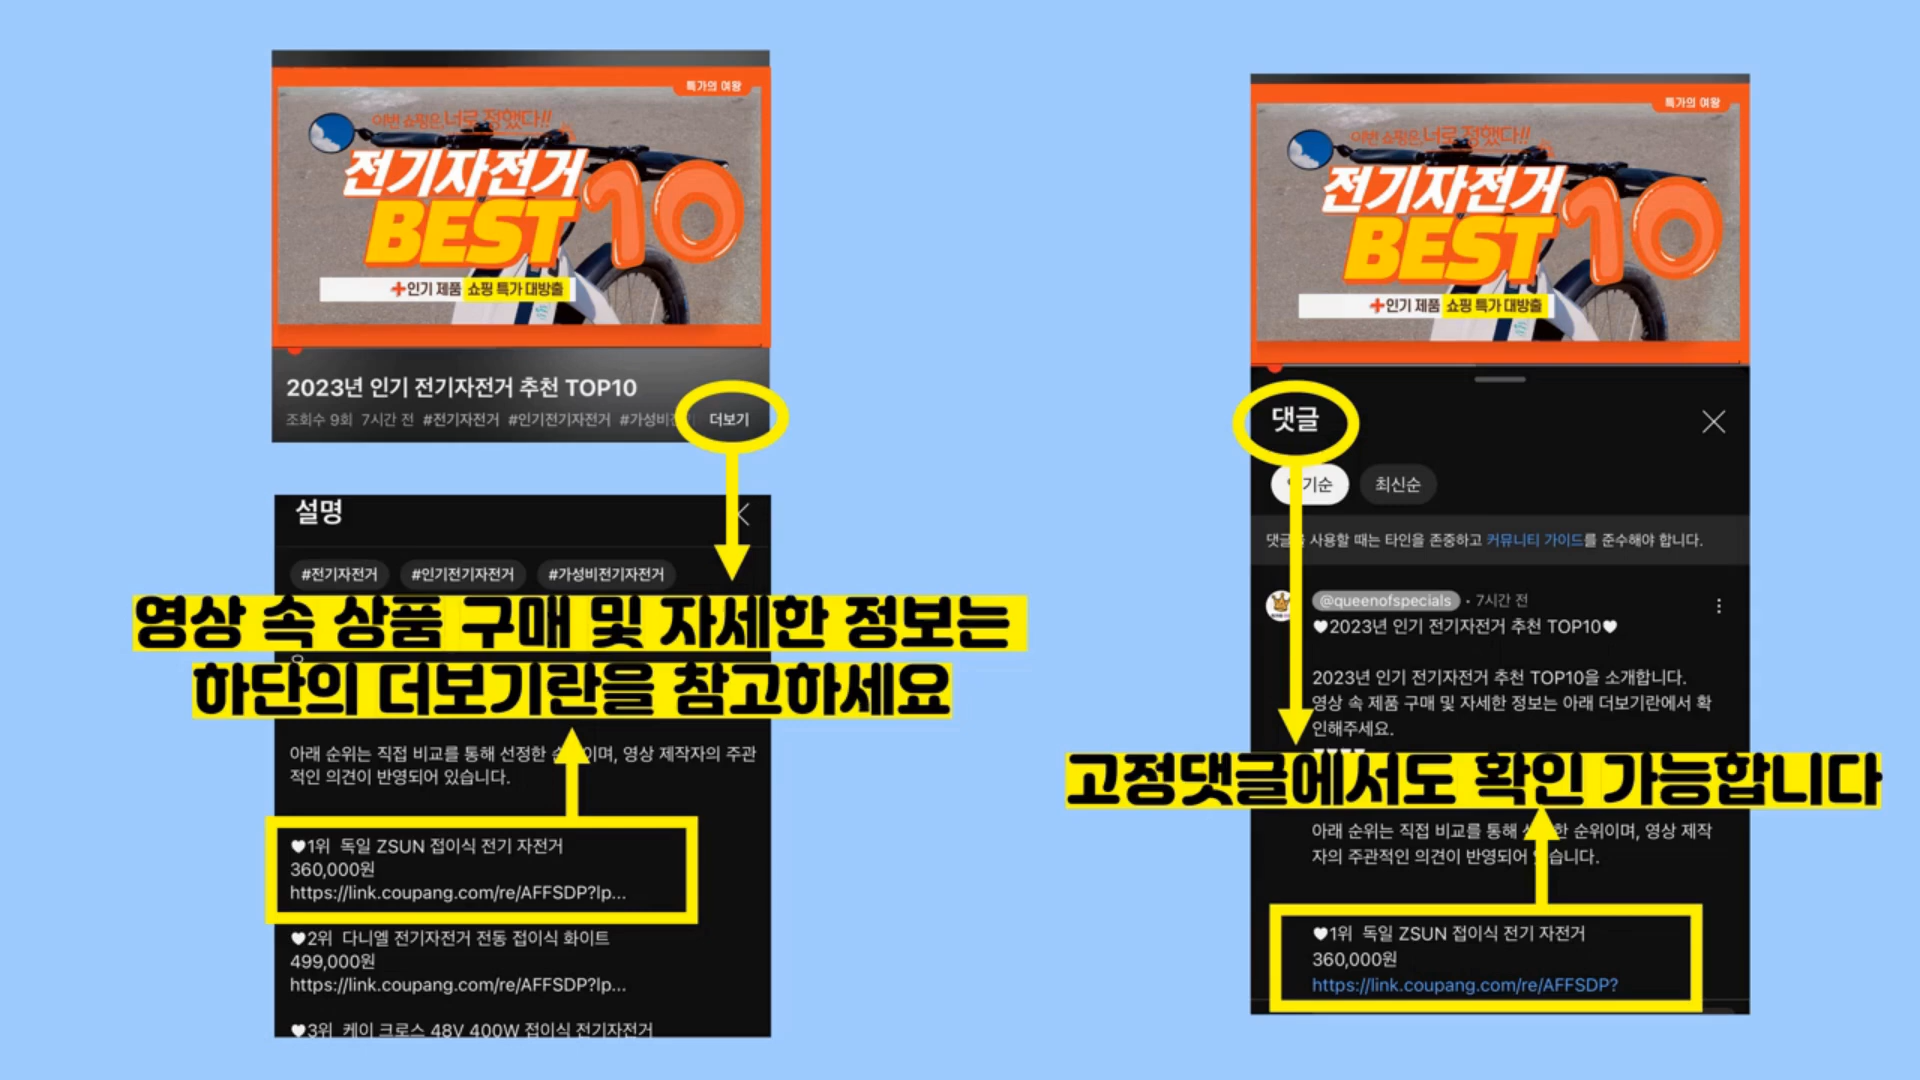 특가의 여왕
이번 쇼핑은, 너로 정했다!!
전기자전거
BEST 10
+인기 제품 쇼핑 특가 대방출
2023년 인기 전기자전거 추천 TOP10
조회수 9회 7시간 전 #전기자전거 #인기전기자전거 #가성비전 더보기
설명
#전기자전거 #인기전기자전거 #가성비전기자전거
영상 속 상품 구매 및 자세한 정보는
하단의 더보기란을 참고하세요
아래 순위는 직접 비교를 통해 선정한 순이며, 영상 제작자의 주관
적인 의견이 반영되어 있습니다.
♥1위 독일 ZSUN 접이식 전기 자전거
360,000원
https://link.coupang.com/re/AFFSDP?lp...
♥2위 다니엘 전기자전거 전동 접이식 화이트
499,000원
https://link.coupang.com/re/AFFSDP?lp...
♥3위 케이 크로스 48V 400W 접이식 전기자전거
특가의 여왕
이번 쇼핑은, 너로 정했다!!
전기자전거
BEST 10
+인기 제품 쇼핑 특가 대방출
댓글
기순 최신순
댓글 사용할 때는 타인을 존중하고 커뮤니티 가이드를 준수해야 합니다.
@queenofspecials · 7시간 전
♥2023년 인기 전기자전거 추천 TOP10♥
2023년 인기 전기자전거 추천 TOP10을 소개합니다.
영상 속 제품 구매 및 자세한 정보는 아래 더보기란에서 확
인해주세요.
고정댓글에서도 확인 가능합니다
아래 순위는 직접 비교를 통해 한 순위이며, 영상 제작
자의 주관적인 의견이 반영되어 습니다.
♥1위 독일 ZSUN 접이식 전기 자전거
360,000원
https://link.coupang.com/re/AFFSDP?